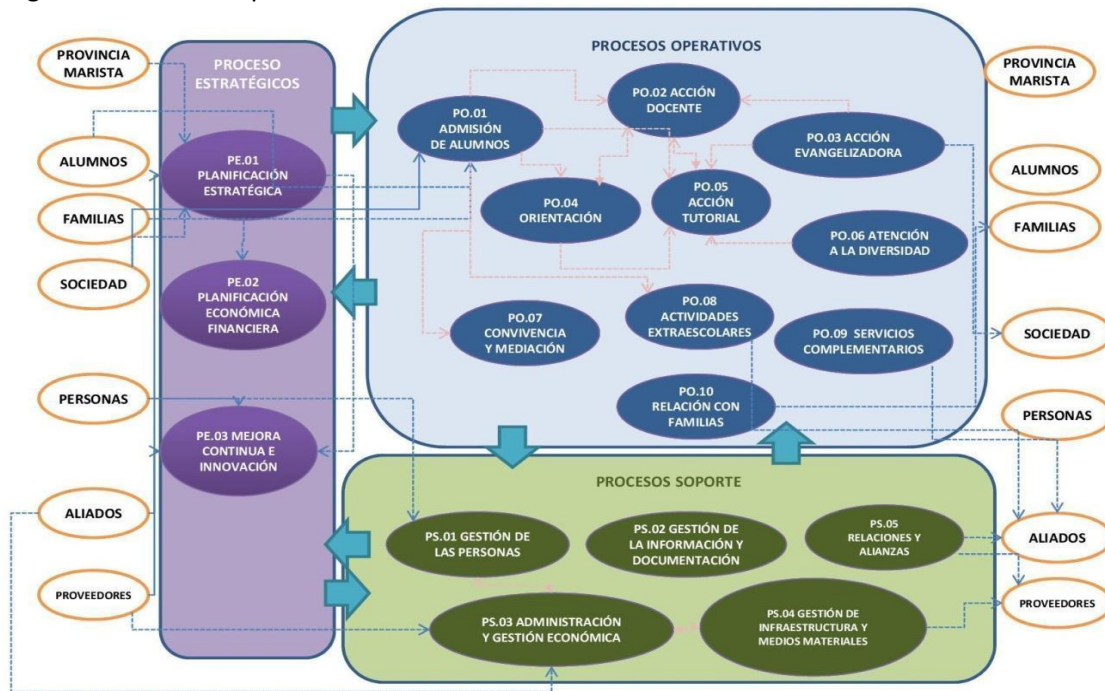 PROVINCIA
MARISTA
ALUMNOS
FAMILIAS
SOCIEDAD
PERSONAS
ALIADOS
PROVEEDORES
PROCESO
ESTRATÉGICOS
PE.01
PLANIFICACIÓN
ESTRATÉGICA
PE.02
PLANIFICACIÓN
ECONÓMICA
FINANCIERA
PE.03 MEJORA
CONTINUA E
INNOVACIÓN
PROCESOS OPERATIVOS
PO.01
ADMISIÓN
DE ALUMNOS
PO.02 ACCIÓN
DOCENTE
PO.03 ACCIÓN
EVANGELIZADORA
PO.04
ORIENTACIÓN
PO.05
ACCIÓN
TUTORIAL
PO.06 ATENCIÓN
A LA DIVERSIDAD
PO.07
CONVIVENCIA
Y MEDIACIÓN
PO.08
ACTIVIDADES
EXTRAESCOLARES
PO.09 SERVICIOS
COMPLEMENTARIOS
PO.10
RELACIÓN CON
FAMILIAS
PROCESOS SOPORTE
PS.01 GESTIÓN DE
LAS PERSONAS
PS.02 GESTIÓN DE
LA INFORMACIÓN Y
DOCUMENTACIÓN
PS.05
RELACIONES Y
ALIANZAS
PS.03 ADMINISTRACIÓN
Y GESTIÓN ECONÓMICA
PS.04 GESTIÓN DE
INFRAESTRUCTURA Y
MEDIOS MATERIALES
PROVINCIA
MARISTA
ALUMNOS
FAMILIAS
SOCIEDAD
PERSONAS
ALIADOS
PROVEEDORES